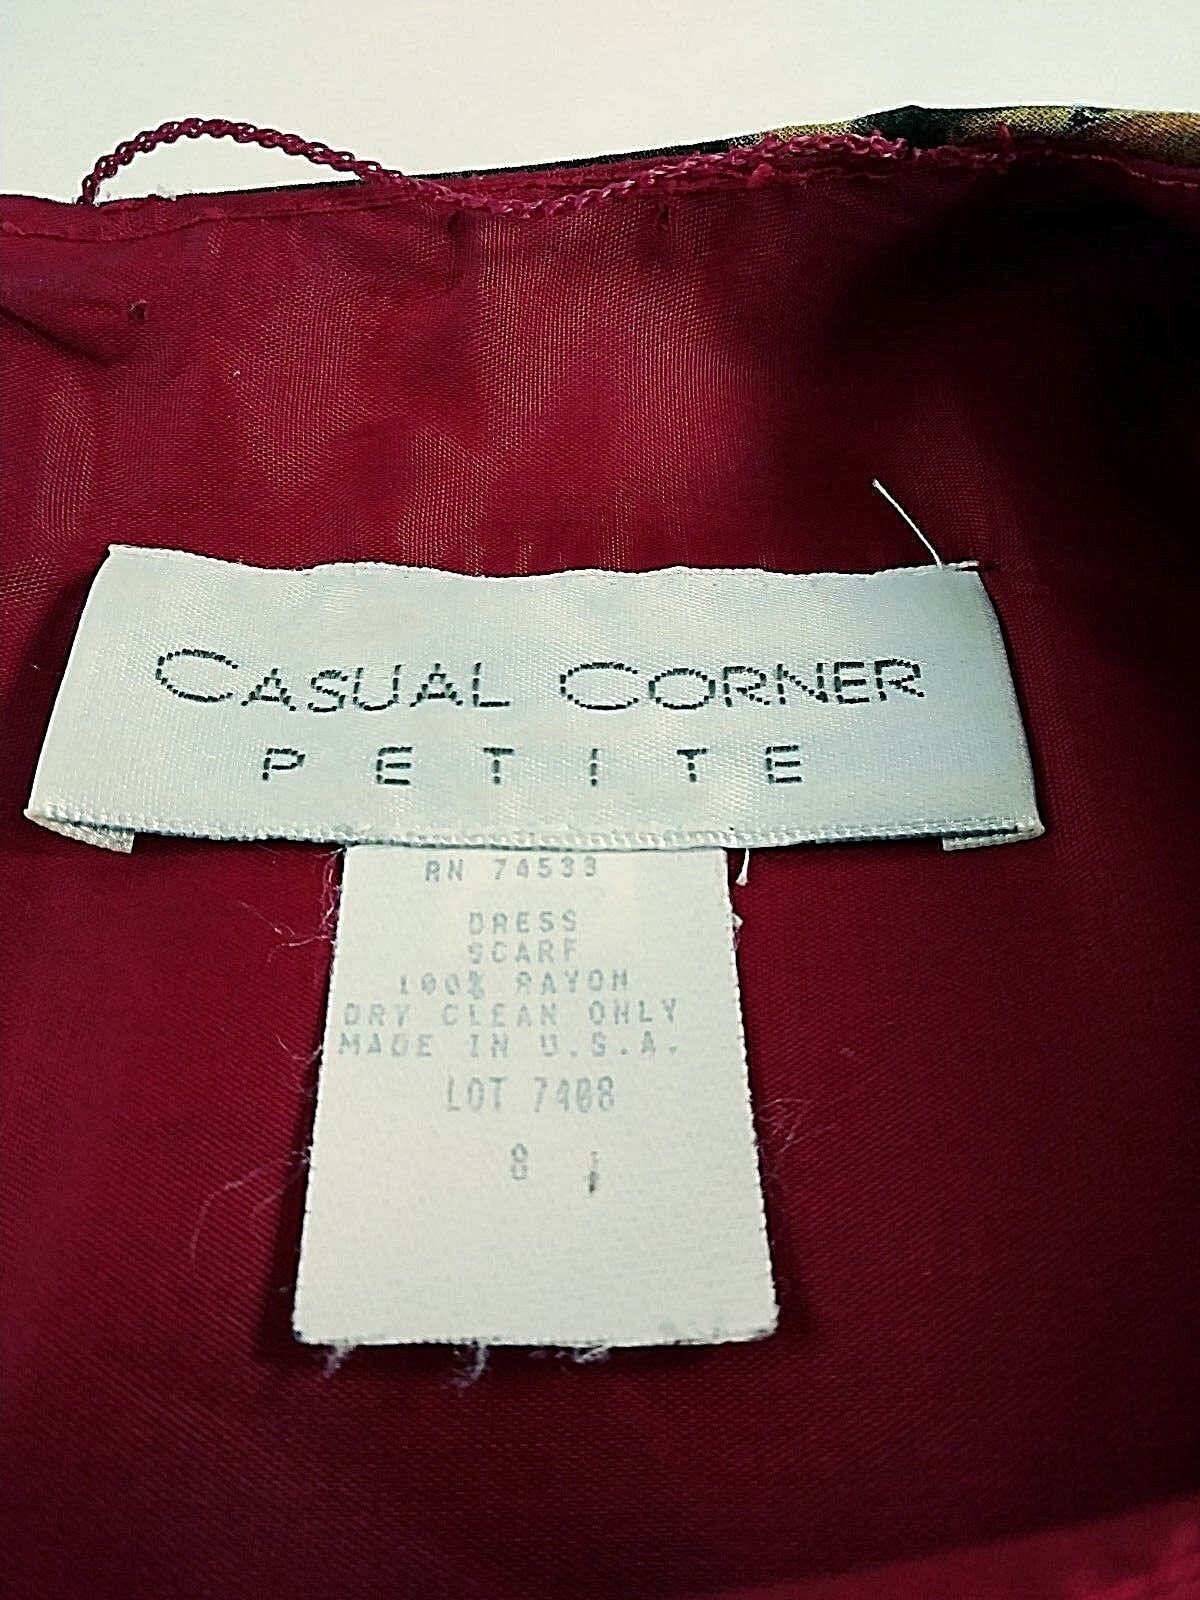 CASUAL CORNER
PETITE
RN 74533
DRESS
SCARF
100% RAYON
DRY CLEAN ONLY
MADE IN U.S.A.
LOT 7408
8